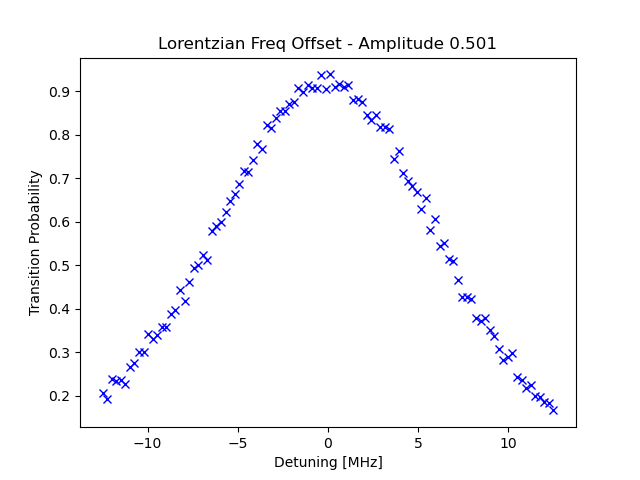 Lorentzian Freq Offset - Amplitude 0.501
Transition Probability
0.9
0.8
0.7
0.6
0.5
0.4
0.3
0.2
−10 −5 0 5 10
Detuning [MHz]